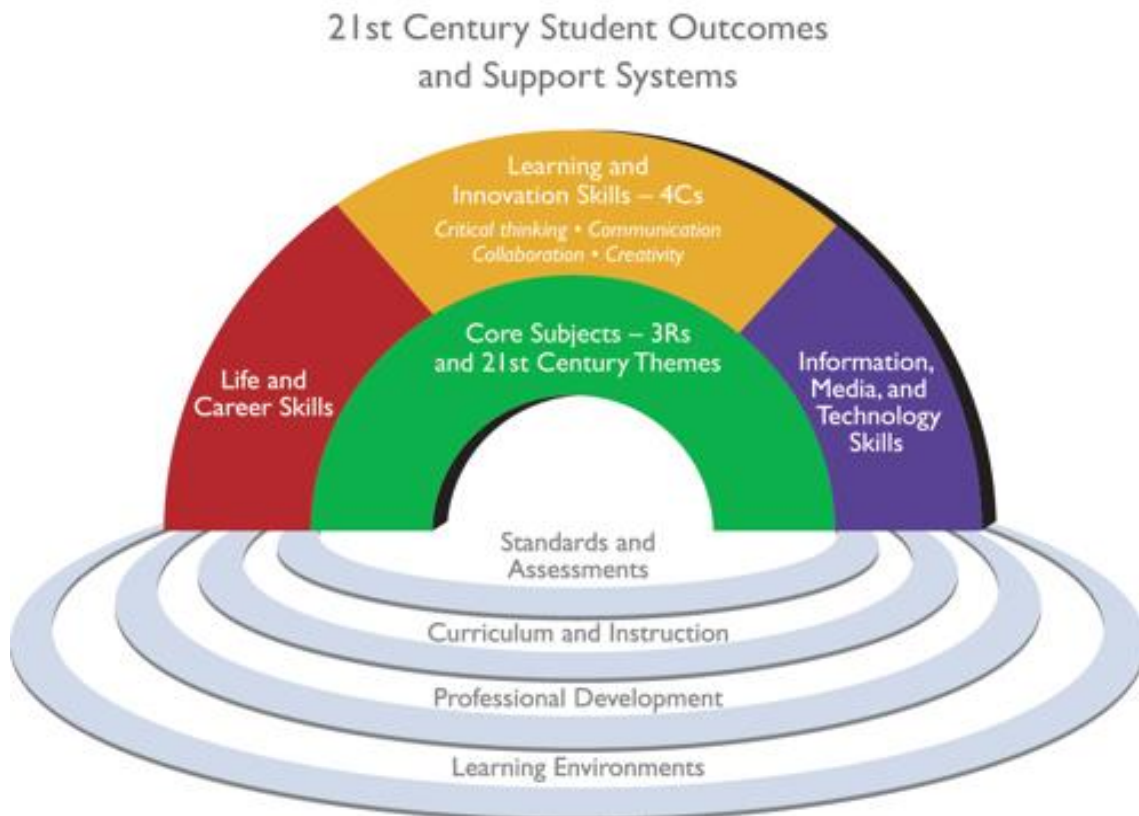 21st Century Student Outcomes
and Support Systems
Learning and
Innovation Skills – 4Cs
Critical thinking • Communication
Collaboration • Creativity
Core Subjects – 3Rs
and 21st Century Themes
Life and
Career Skills
Information,
Media, and
Technology
Skills
Standards and
Assessments
Curriculum and Instruction
Professional Development
Learning Environments